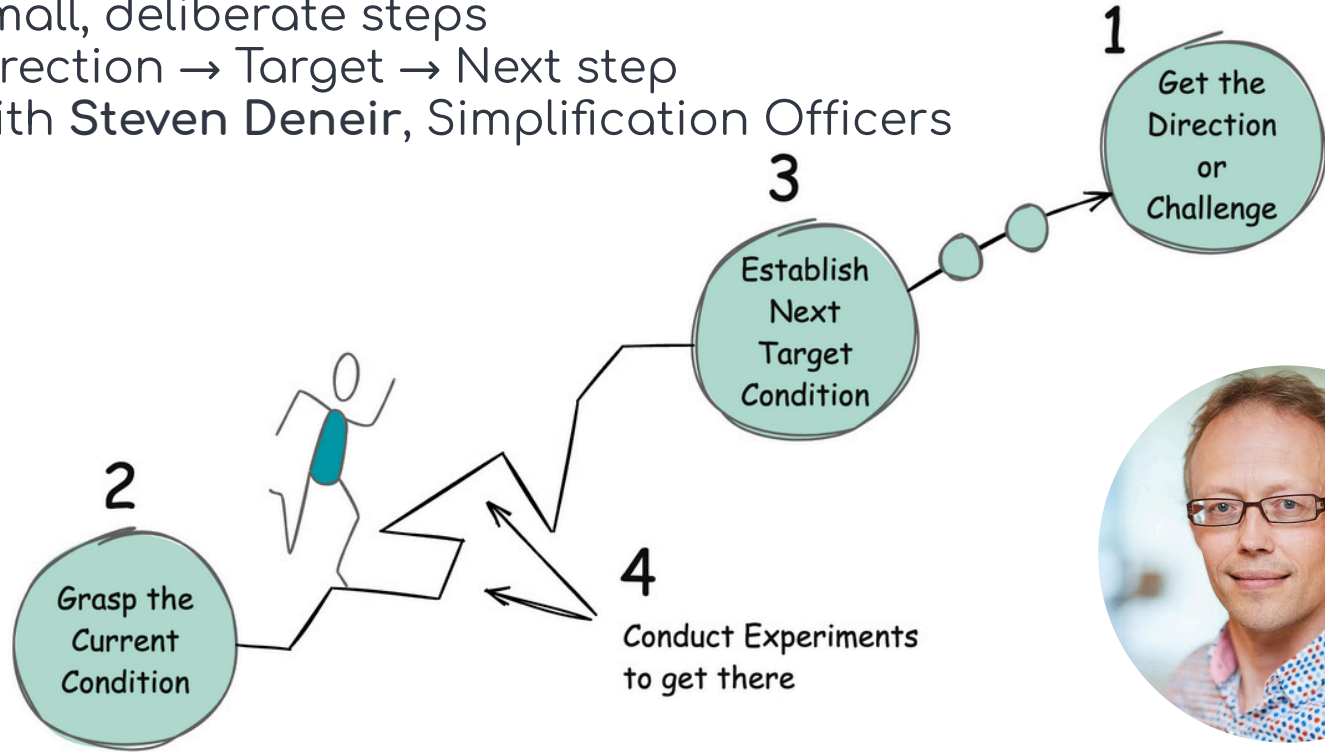 mall, deliberate steps
rection → Target → Next step
ith Steven Deneir, Simplification Officers
1
Get the
Direction
or
Challenge
3
Establish
Next
Target
Condition
2
Grasp the
Current
Condition
4
Conduct Experiments
to get there